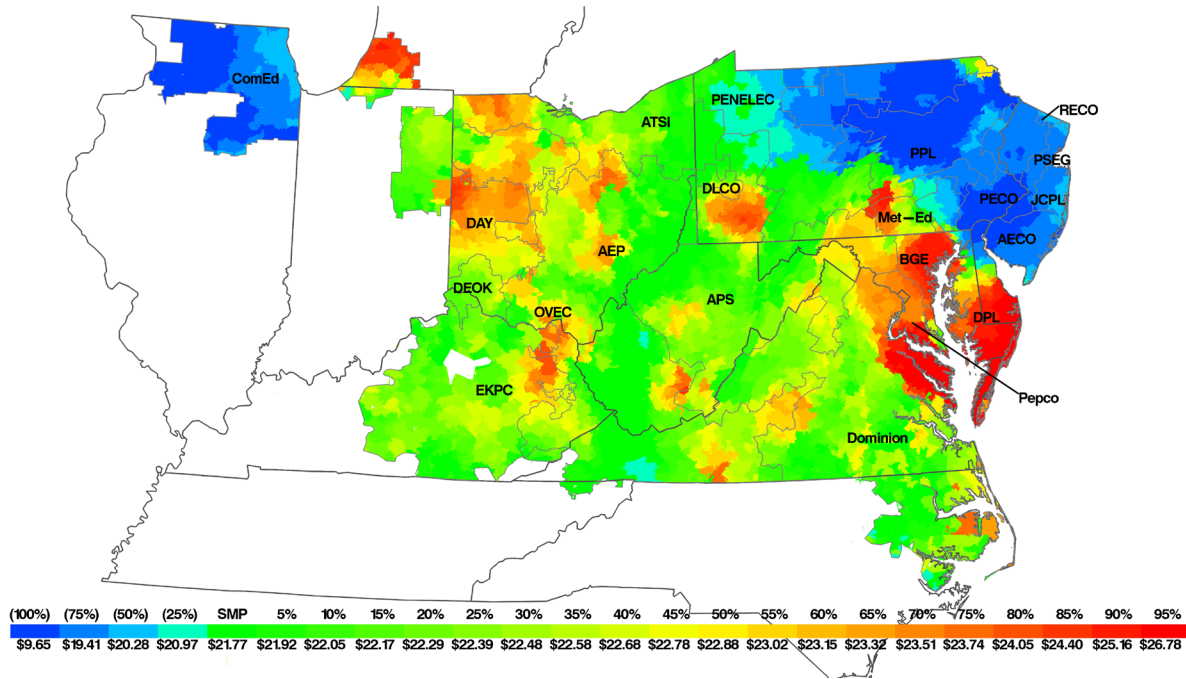 ComEd
PENELEC
RECO
ATSI
PPL
PSEG
DLCO
PECO
JCPL
Met – Ed
DAY
AECO
AEP
BGE
DEOK
APS
OVEC
DPL
EKPC
Pepco
Dominion
(100%) (75%) (50%) (25%) SMP 5% 10% 15% 20% 25% 30% 35% 40% 45% 55% 60% 65% 70% 75% 80% 85% 90% 95%
$9.65 $19.41 $20.28 $20.97 $21.77 $21.92 $22.05 $22.17 $22.29 $22.39 $22.48 $22.58 $22.68 $22.78 $22.88 $23.02 $23.15 $23.32 $23.51 $23.74 $24.05 $24.40 $25.16 $26.78